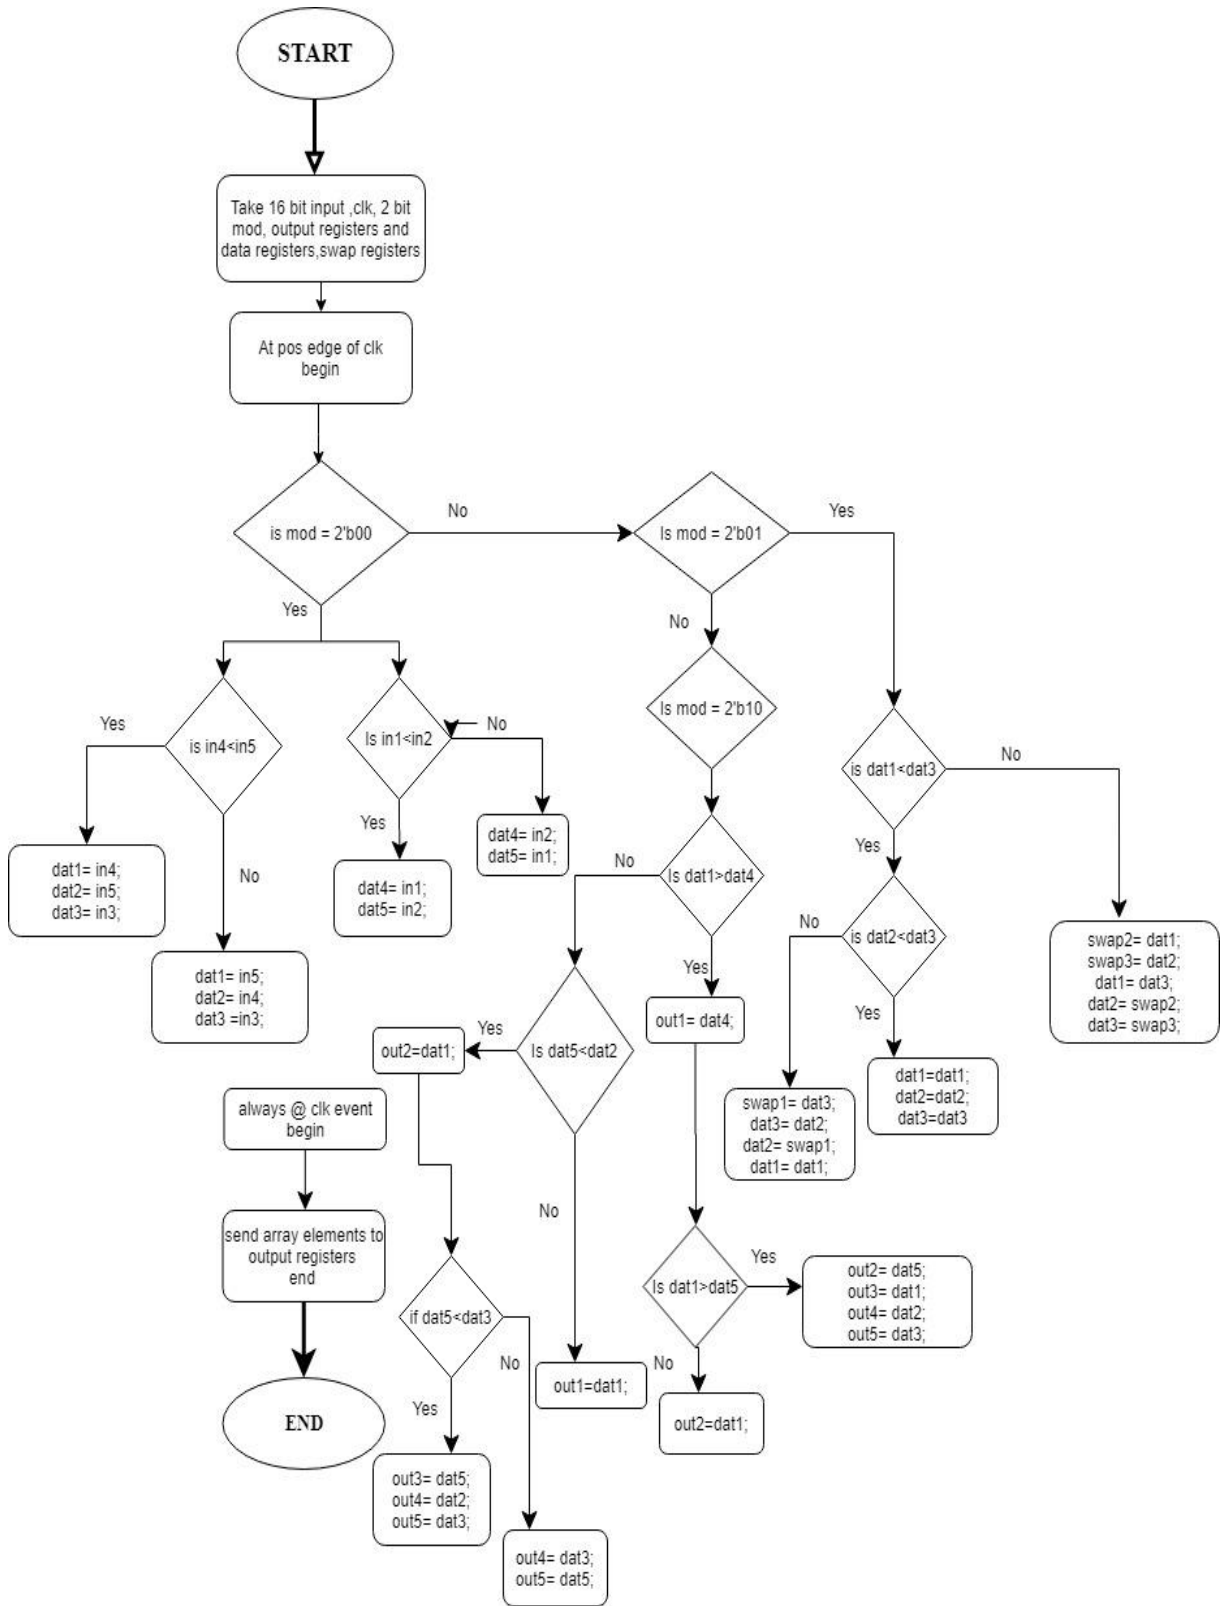 START
Take 16 bit input ,clk, 2 bit
mod, output registers and
data registers,swap registers
At pos edge of clk
begin
is mod = 2'b00
No
Is mod = 2'b01
Yes
Yes
No
Is mod = 2'b10
Yes
is in4<in5
Is in1<in2
No
is dat1<dat3
No
dat1= in4;
dat2= in5;
dat3= in3;
No
dat1= in5;
dat2= in4;
dat3 =in3;
Yes
dat4= in1;
dat5= in2;
dat4= in2;
dat5= in1;
No
Is dat1>dat4
Yes
is dat2<dat3
No
Yes
swap2= dat1;
swap3= dat2;
dat1= dat3;
dat2= swap2;
dat3= swap3;
Yes
out1= dat4;
dat1=dat1;
dat2=dat2;
dat3=dat3
swap1= dat3;
dat3= dat2;
dat2= swap1;
dat1= dat1;
Is dat5<dat2
Yes
out2=dat1;
always @ clk event
begin
send array elements to
output registers
end
END
No
out1=dat1;
if dat5<dat3
No
Yes
out3= dat5;
out4= dat2;
out5= dat3;
out4= dat3;
out5= dat5;
Is dat1>dat5
Yes
out2= dat5;
out3= dat1;
out4= dat2;
out5= dat3;
No
out2=dat1;